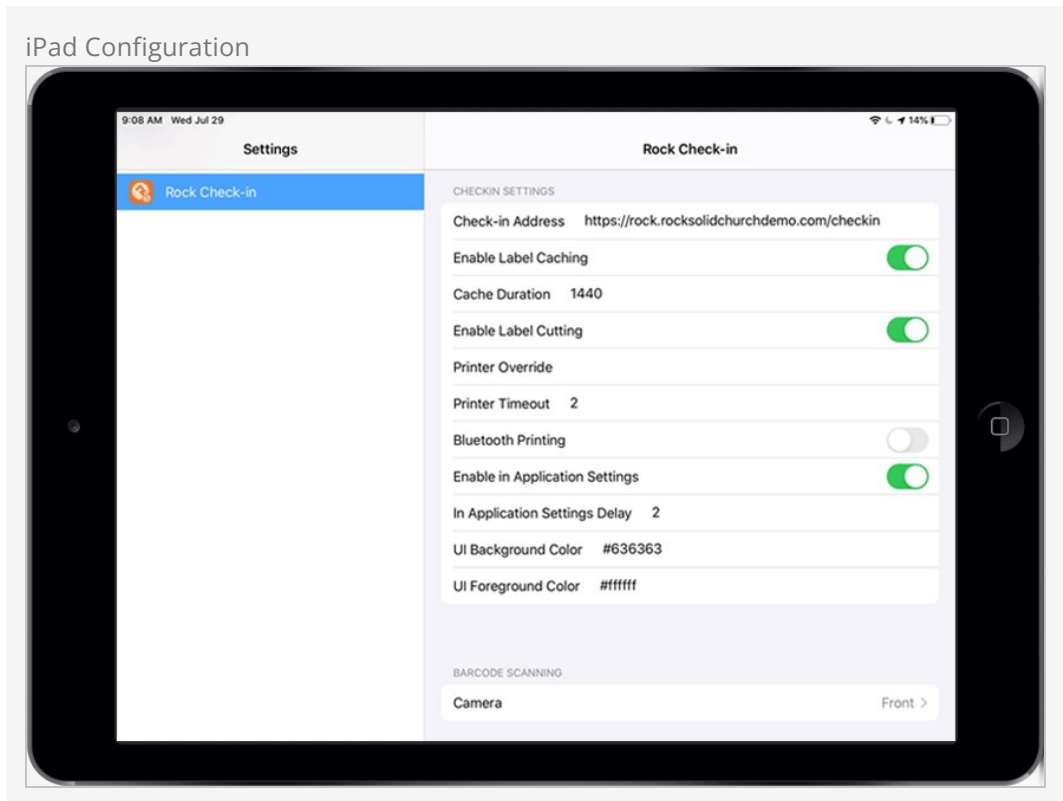 iPad Configuration
9:08 AM Wed Jul 29
14%
Settings
Rock Check-in
Rock Check-in
CHECKIN SETTINGS
Check-in Address https://rock.rocksolidchurchdemo.com/checkin
Enable Label Caching
Cache Duration 1440
Enable Label Cutting
Printer Override
Printer Timeout 2
Bluetooth Printing
Enable in Application Settings
In Application Settings Delay 2
UI Background Color #636363
UI Foreground Color #ffffff
BARCODE SCANNING
Camera Front >